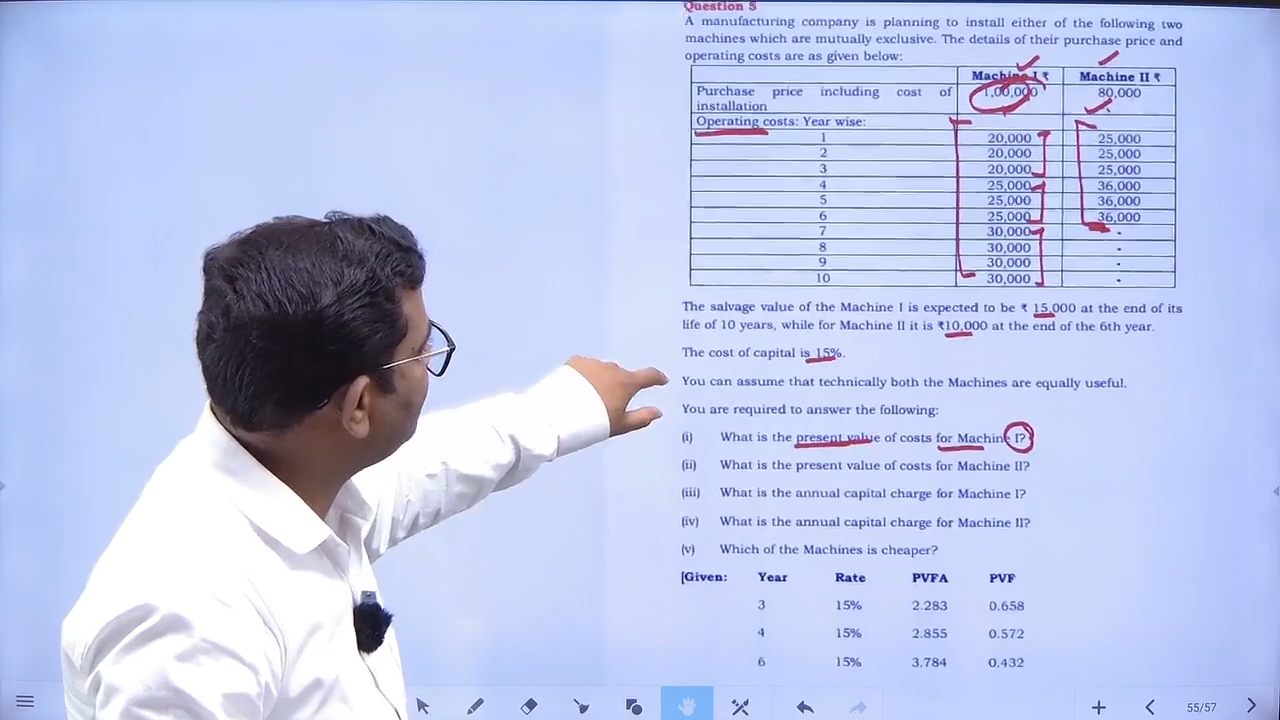 Question 5
A manufacturing company is planning to install either of the following two
machines which are mutually exclusive. The details of their purchase price and
operating costs are as given below:
Machine I ₹ Machine II ₹
Purchase price including cost of installation 1,00,000 80,000
Operating costs: Year wise:
1 20,000 25,000
2 20,000 25,000
3 20,000 25,000
4 25,000 36,000
5 25,000 36,000
6 25,000 36,000
7 30,000 -
8 30,000 -
9 30,000 -
10 30,000 -
The salvage value of the Machine I is expected to be ₹ 15,000 at the end of its
life of 10 years, while for Machine II it is ₹10,000 at the end of the 6th year.
The cost of capital is 15%.
You can assume that technically both the Machines are equally useful.
You are required to answer the following:
(i) What is the present value of costs for Machine I?
(ii) What is the present value of costs for Machine II?
(iii) What is the annual capital charge for Machine I?
(iv) What is the annual capital charge for Machine II?
(v) Which of the Machines is cheaper?
[Given: Year Rate PVFA PVF
3 15% 2.283 0.658
4 15% 2.855 0.572
6 15% 3.784 0.432
55/57